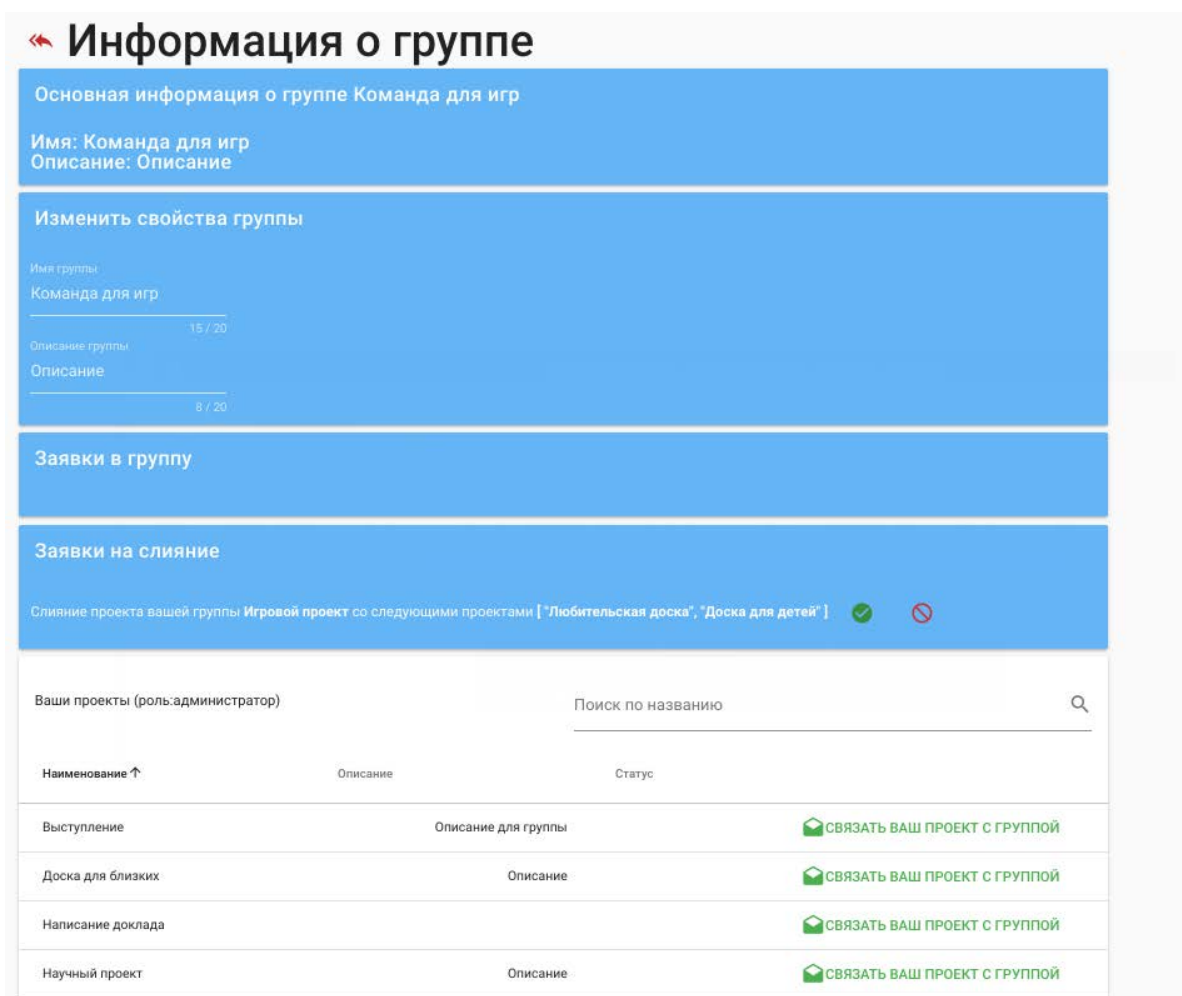 Информация о группе
Основная информация о группе Команда для игр
Имя: Команда для игр
Описание: Описание
Изменить свойства группы
Имя группы
Команда для игр
15 / 20
Описание группы
Описание
8 / 20
Заявки в группу
Заявки на слияние
Слияние проекта вашей группы Игровой проект со следующими проектами [ "Любительская доска", "Доска для детей" ]
Ваши проекты (роль:администратор) Поиск по названию
Наименование Описание Статус
Выступление Описание для группы СВЯЗАТЬ ВАШ ПРОЕКТ С ГРУППОЙ
Доска для близких Описание СВЯЗАТЬ ВАШ ПРОЕКТ С ГРУППОЙ
Написание доклада СВЯЗАТЬ ВАШ ПРОЕКТ С ГРУППОЙ
Научный проект Описание СВЯЗАТЬ ВАШ ПРОЕКТ С ГРУППОЙ